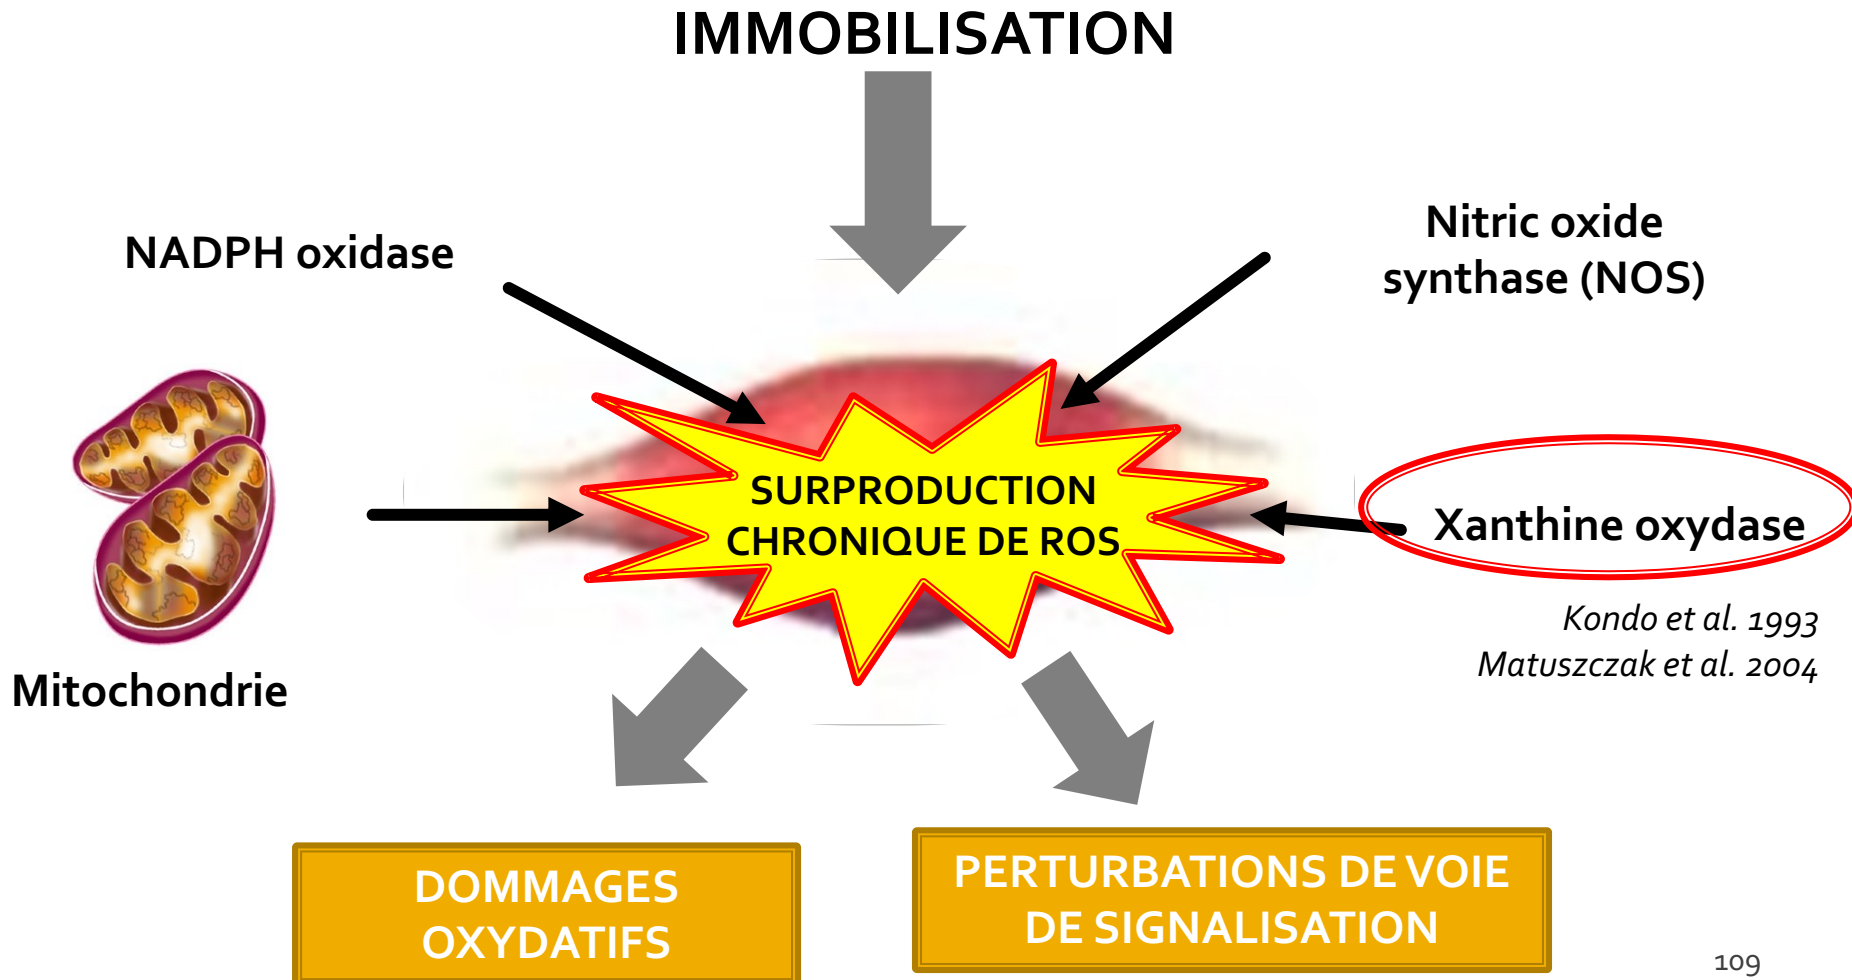 IMMOBILISATION
NADPH oxidase
Nitric oxide
synthase (NOS)
SURPRODUCTION
CHRONIQUE DE ROS
Xanthine oxydase
Kondo et al. 1993
Matuszczak et al. 2004
Mitochondrie
DOMMAGES
OXYDATIFS
PERTURBATIONS DE VOIE
DE SIGNALISATION
109